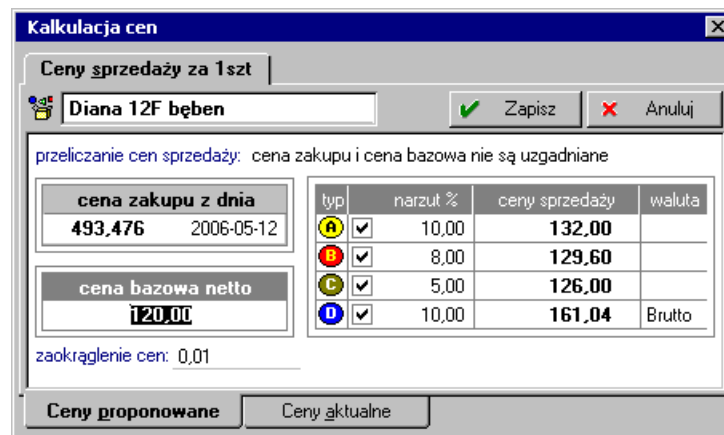 Kalkulacja cen
Ceny sprzedaży za 1szt
Diana 12F bęben
Zapisz
Anuluj
przeliczanie cen sprzedaży: cena zakupu i cena bazowa nie są uzgadniane
cena zakupu z dnia
493,476 2006-05-12
cena bazowa netto
120,00
zaokrąglenie cen: 0,01
typ narzut % ceny sprzedaży waluta
A 10,00 132,00
B 8,00 129,60
C 5,00 126,00
D 10,00 161,04 Brutto
Ceny proponowane
Ceny aktualne